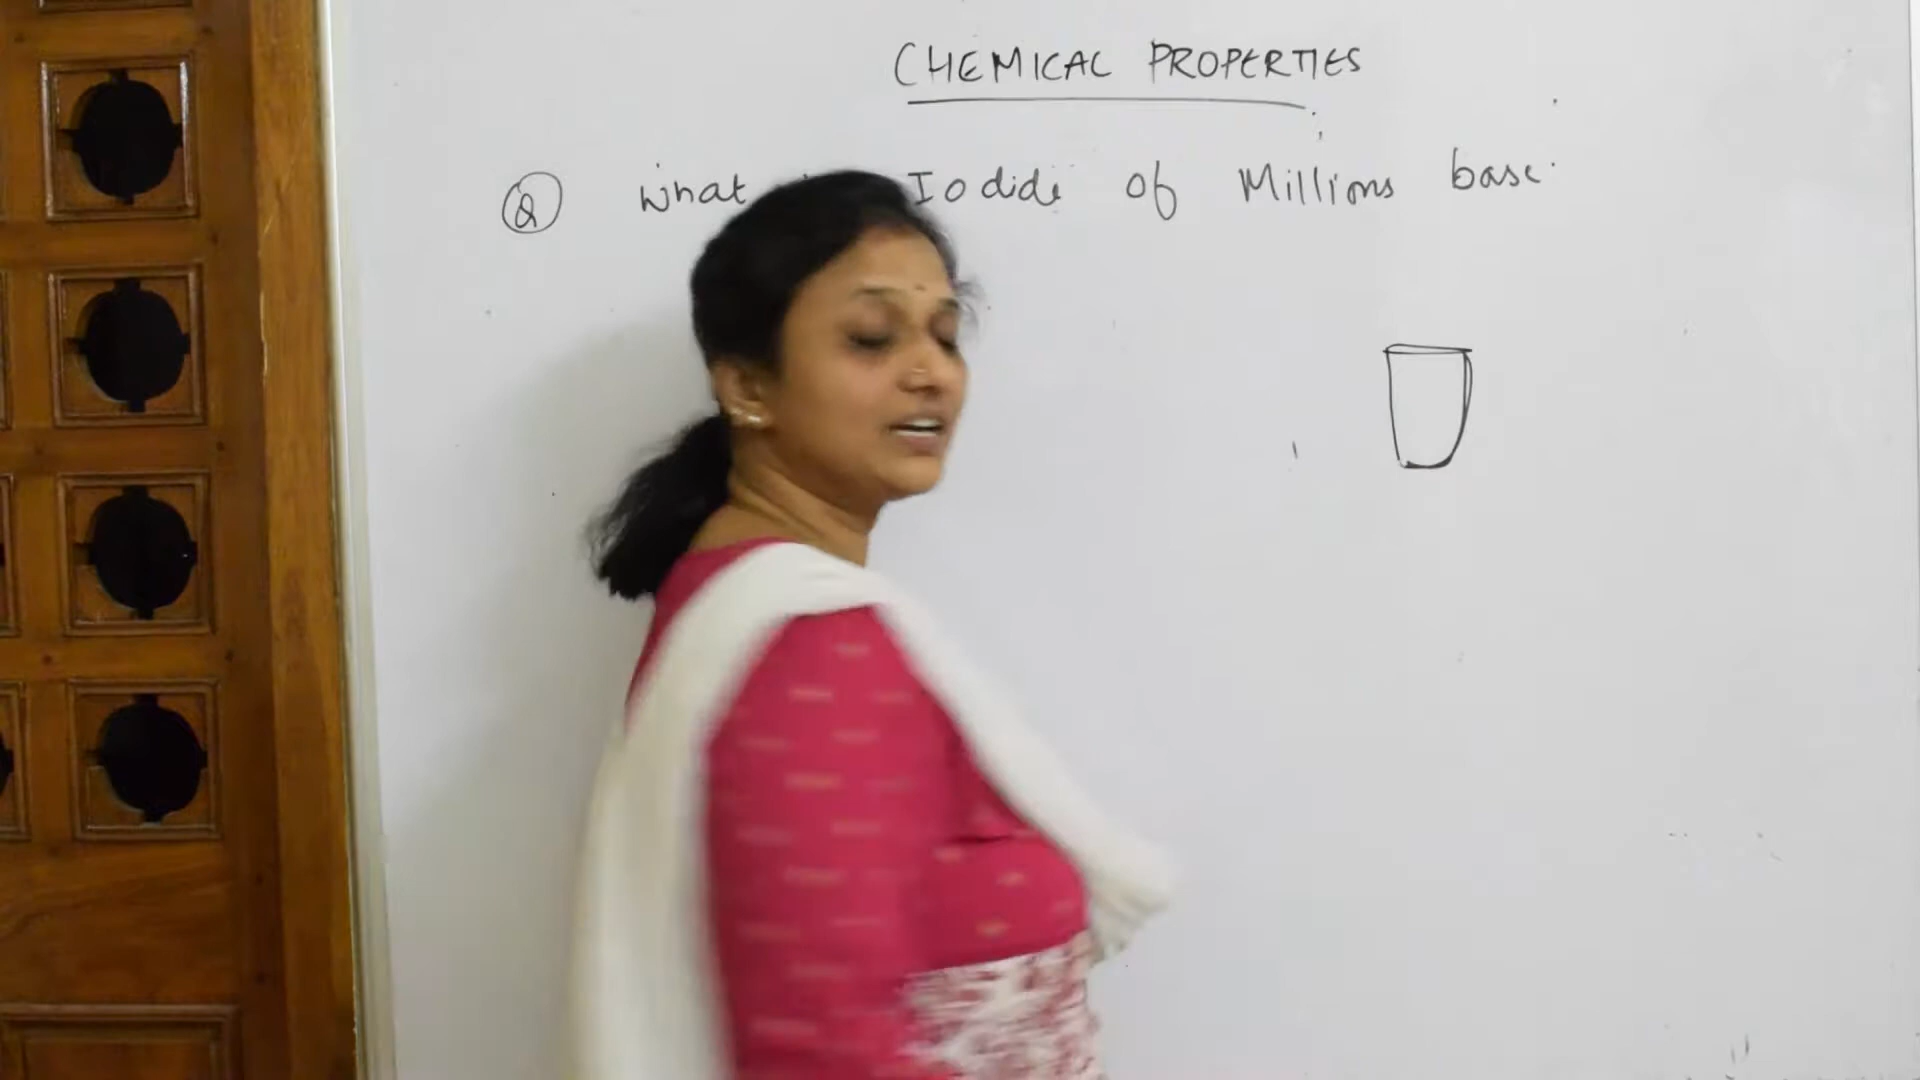 CHEMICAL PROPERTIES
Q What Iodide of Millions base.